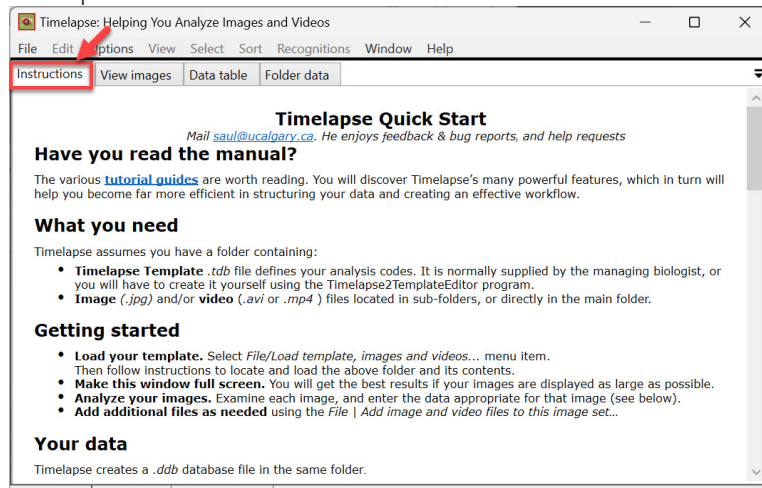 Timelapse: Helping You Analyze Images and Videos
File Edit Options View Select Sort Recognitions Window Help
Instructions View images Data table Folder data
Timelapse Quick Start
Mail saul@ucalgary.ca. He enjoys feedback & bug reports, and help requests
Have you read the manual?
The various tutorial guides are worth reading. You will discover Timelapse’s many powerful features, which in turn will
help you become far more efficient in structuring your data and creating an effective workflow.
What you need
Timelapse assumes you have a folder containing:
• Timelapse Template .tdb file defines your analysis codes. It is normally supplied by the managing biologist, or
you will have to create it yourself using the Timelapse2TemplateEditor program.
• Image (.jpg) and/or video (.avi or .mp4 ) files located in sub-folders, or directly in the main folder.
Getting started
• Load your template. Select File/Load template, images and videos... menu item.
Then follow instructions to locate and load the above folder and its contents.
• Make this window full screen. You will get the best results if your images are displayed as large as possible.
• Analyze your images. Examine each image, and enter the data appropriate for that image (see below).
• Add additional files as needed using the File | Add image and video files to this image set…
Your data
Timelapse creates a .ddb database file in the same folder.